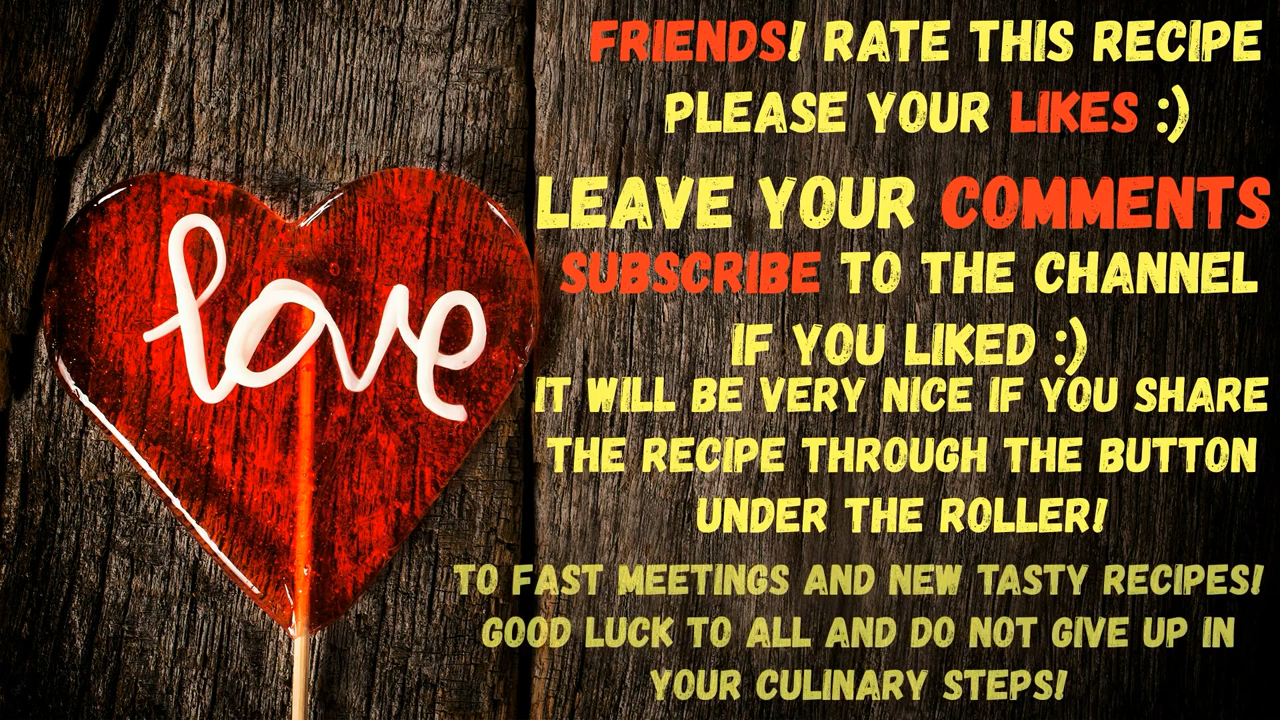 love
FRIENDS! RATE THIS RECIPE
PLEASE YOUR LIKES :)
LEAVE YOUR COMMENTS
SUBSCRIBE TO THE CHANNEL
IF YOU LIKED :)
IT WILL BE VERY NICE IF YOU SHARE
THE RECIPE THROUGH THE BUTTON
UNDER THE ROLLER!
TO FAST MEETINGS AND NEW TASTY RECIPES!
GOOD LUCK TO ALL AND DO NOT GIVE UP IN
YOUR CULINARY STEPS!